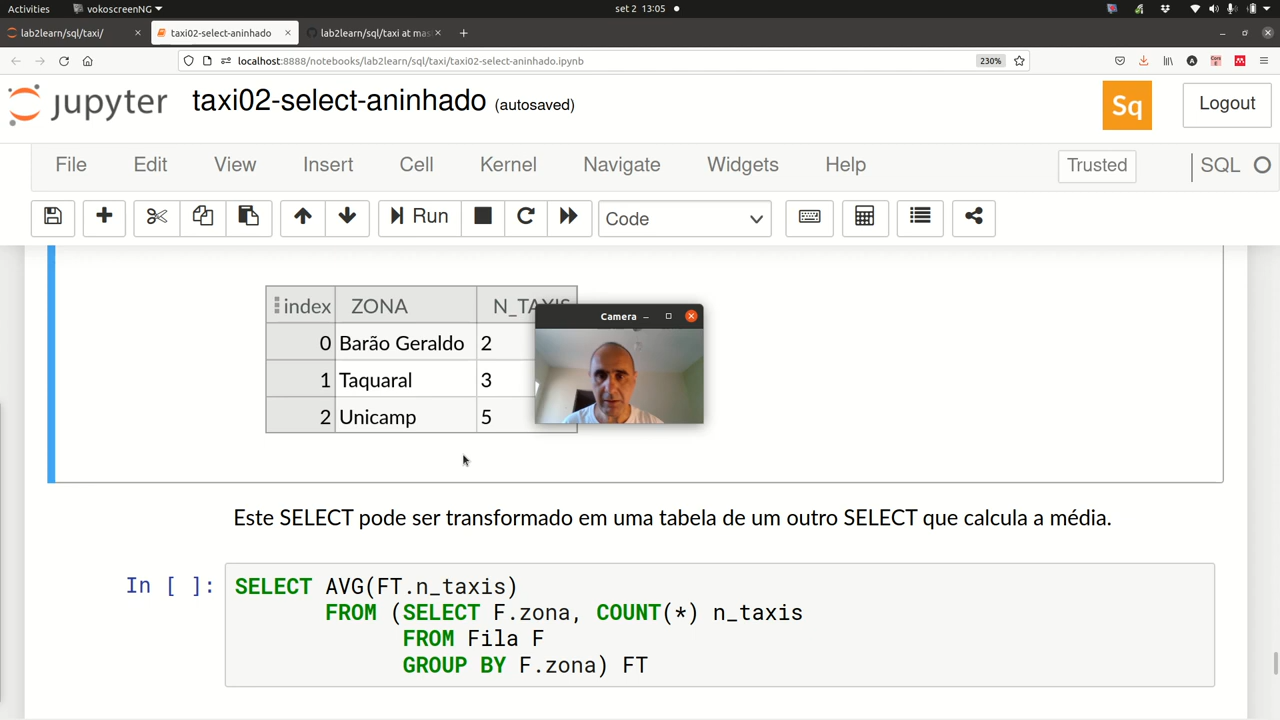 Activities vokoscreenNG set 2 13:05
lab2learn/sql/taxi/ taxi02-select-aninhado lab2learn/sql/taxi at mas
localhost:8888/notebooks/lab2learn/sql/taxi/taxi02-select-aninhado.ipynb 230%
jupyter taxi02-select-aninhado (autosaved) Sq Logout
File Edit View Insert Cell Kernel Navigate Widgets Help Trusted SQL
Run Code
index ZONA N_TAXIS
Camera
0 Barão Geraldo 2
1 Taquaral 3
2 Unicamp 5
Este SELECT pode ser transformado em uma tabela de um outro SELECT que calcula a média.
In [ ]: SELECT AVG(FT.n_taxis)
FROM (SELECT F.zona, COUNT(*) n_taxis
FROM Fila F
GROUP BY F.zona) FT